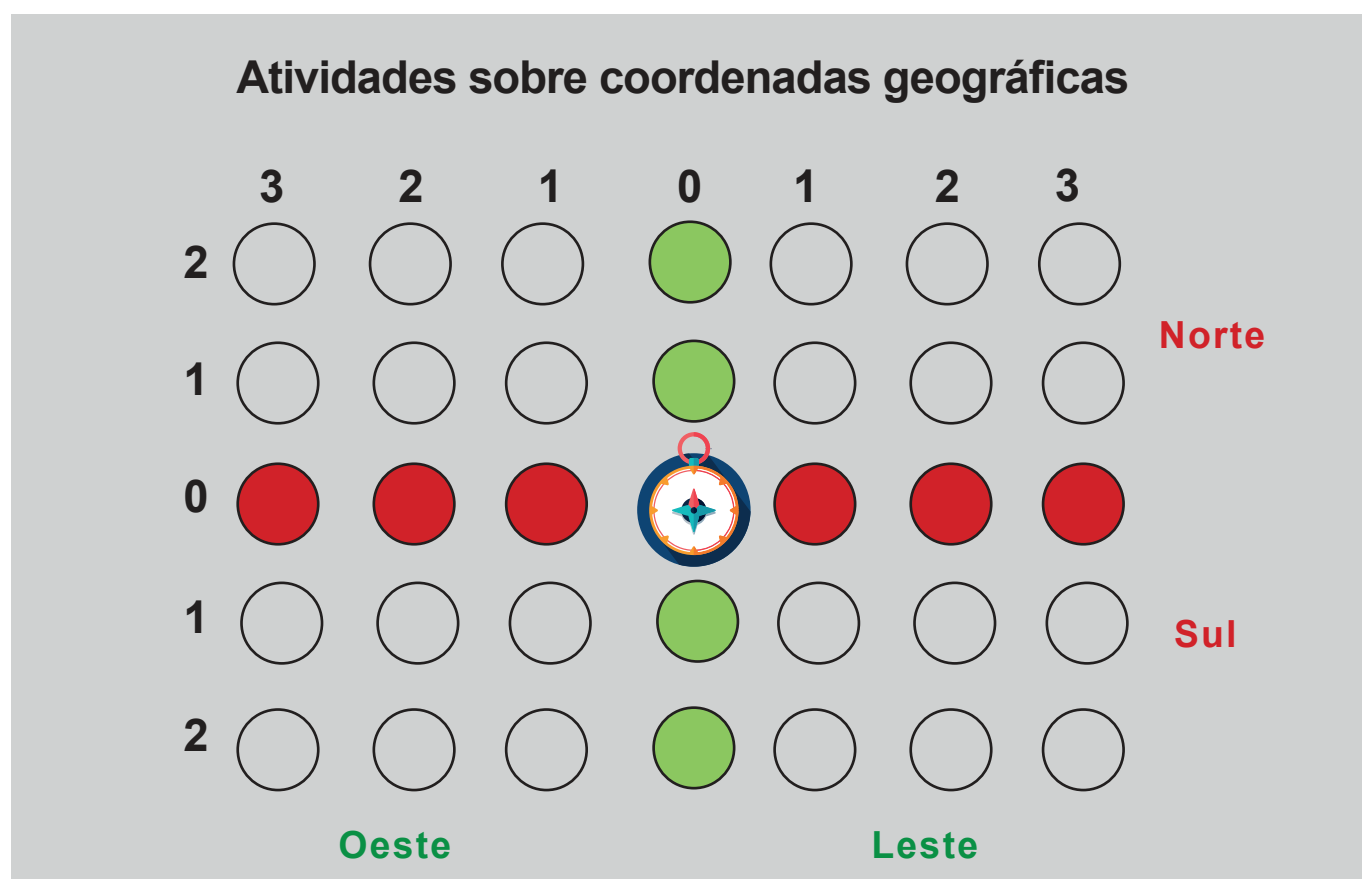 Atividades sobre coordenadas geográficas
3 2 1 0 1 2 3
2
Norte
1
0
1
Sul
2
Oeste Leste